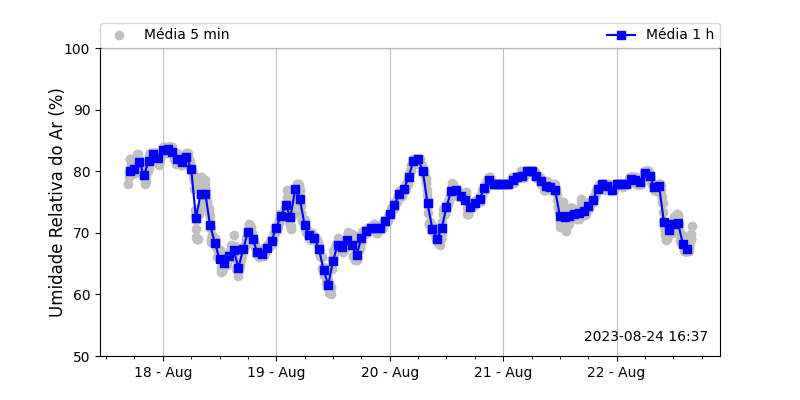 Média 5 min
Média 1 h
100
90
80
70
60
50
Umidade Relativa do Ar (%)
2023-08-24 16:37
18 - Aug
19 - Aug
20 - Aug
21 - Aug
22 - Aug